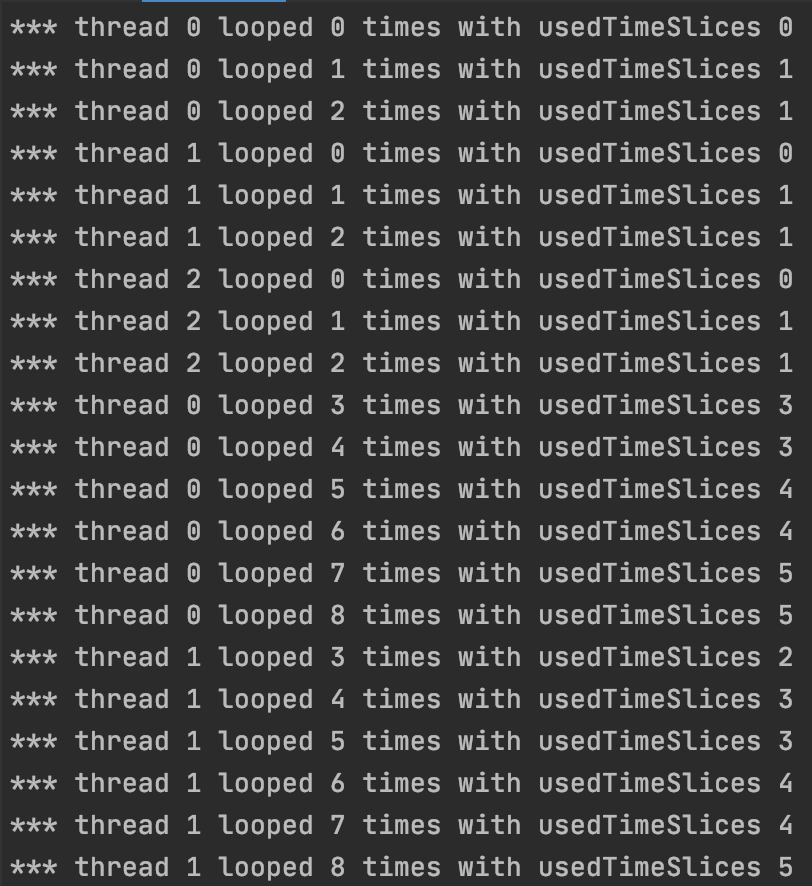 *** thread 0 looped 0 times with usedTimeSlices 0
*** thread 0 looped 1 times with usedTimeSlices 1
*** thread 0 looped 2 times with usedTimeSlices 1
*** thread 1 looped 0 times with usedTimeSlices 0
*** thread 1 looped 1 times with usedTimeSlices 1
*** thread 1 looped 2 times with usedTimeSlices 1
*** thread 2 looped 0 times with usedTimeSlices 0
*** thread 2 looped 1 times with usedTimeSlices 1
*** thread 2 looped 2 times with usedTimeSlices 1
*** thread 0 looped 3 times with usedTimeSlices 3
*** thread 0 looped 4 times with usedTimeSlices 3
*** thread 0 looped 5 times with usedTimeSlices 4
*** thread 0 looped 6 times with usedTimeSlices 4
*** thread 0 looped 7 times with usedTimeSlices 5
*** thread 0 looped 8 times with usedTimeSlices 5
*** thread 1 looped 3 times with usedTimeSlices 2
*** thread 1 looped 4 times with usedTimeSlices 3
*** thread 1 looped 5 times with usedTimeSlices 3
*** thread 1 looped 6 times with usedTimeSlices 4
*** thread 1 looped 7 times with usedTimeSlices 4
*** thread 1 looped 8 times with usedTimeSlices 5